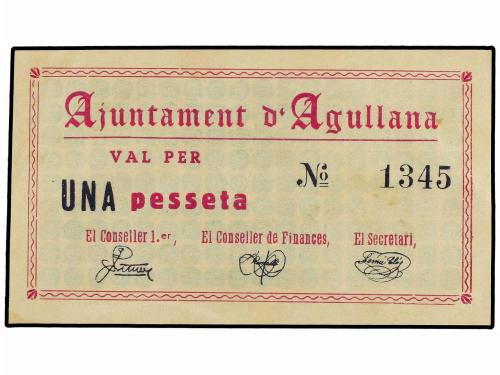 Ajuntament d'Agullana
VAL PER
Nº 1345
UNA pesseta
El Conseller 1.er, El Conseller de Finances, El Secretari,